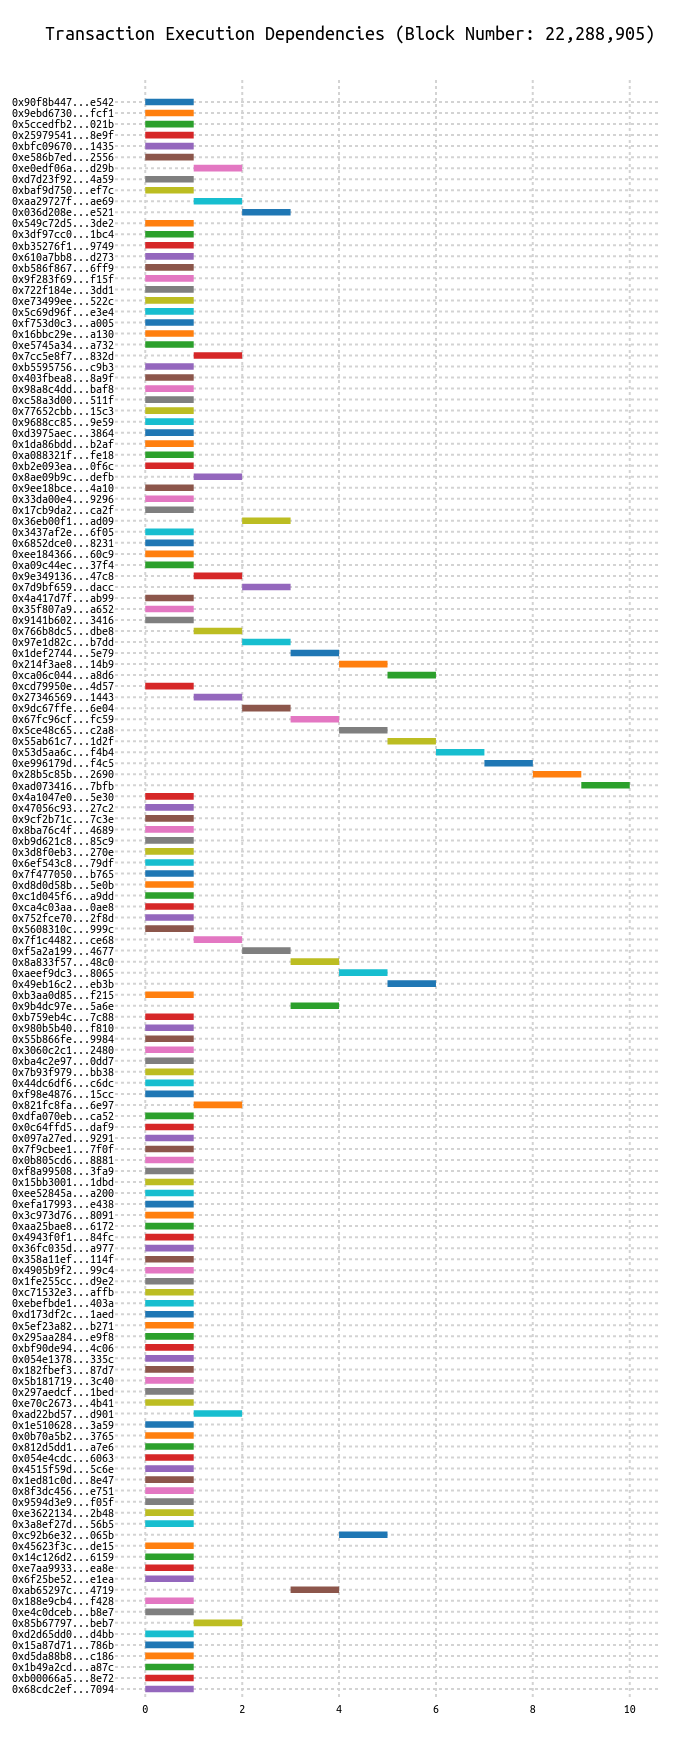 Transaction Execution Dependencies (Block Number: 22,288,905)
0x90f8b447...e542
0x9ebd6730...fcf1
0x5ccedfb2...021b
0x25979541...8e9f
0xbfc09670...1435
0xe586b7ed...2556
0xe0edf06a...d29b
0xd7d23f92...4a59
0xbaf9d750...ef7c
0xaa29727f...ae69
0x036d208e...e521
0x549c72d5...3de2
0x3df97cc0...1bc4
0xb35276f1...9749
0x610a7bb8...d273
0xb586f867...6ff9
0x9f283f69...f15f
0x722f184e...3dd1
0xe73499ee...522c
0x5c69d96f...e3e4
0xf753d0c3...a005
0x16bbc29e...a130
0xe5745a34...a732
0x7cc5e8f7...832d
0xb5595756...c9b3
0x403fbea8...8a9f
0x98a8c4dd...baf8
0xc58a3d00...511f
0x77652cbb...15c3
0x9688cc85...9e59
0xd3975aec...3864
0x1da86bdd...b2af
0xa088321f...fe18
0xb2e093ea...0f6c
0x8ae09b9c...defb
0x9ee18bce...4a10
0x33da00e4...9296
0x17cb9da2...ca2f
0x36eb00f1...ad09
0x3437af2e...6f05
0x6852dce0...8231
0xee184366...60c9
0xa09c44ec...37f4
0x9e349136...47c8
0x7d9bf659...dacc
0x4a417d7f...ab99
0x35f807a9...a652
0x9141b602...3416
0x766b8dc5...dbe8
0x97e1d82c...b7dd
0x1def2744...5e79
0x214f3ae8...14b9
0xca06c044...a8d6
0xcd79950e...4d57
0x27346569...1443
0x9dc67ffe...6e04
0x67fc96cf...fc59
0x5ce48c65...c2a8
0x55ab61c7...1d2f
0x53d5aa6c...f4b4
0xe996179d...f4c5
0x28b5c85b...2690
0xad073416...7bfb
0x4a1047e0...5e30
0x47056c93...27c2
0x9cf2b71c...7c3e
0x8ba76c4f...4689
0xb9d621c8...85c9
0x3d8f0eb3...270e
0x6ef543c8...79df
0x7f477050...b765
0xd8d0d58b...5e0b
0xc1d045f6...a9dd
0xca4c03aa...0ae8
0x752fce70...2f8d
0x5608310c...999c
0x7f1c4482...ce68
0xf5a2a199...4677
0x8a833f57...48c0
0xaeef9dc3...8065
0x49eb16c2...eb3b
0xb3aa0d85...f215
0x9b4dc97e...5a6e
0xb759eb4c...7c88
0x980b5b40...f810
0x55b866fe...9984
0x3060c2c1...2480
0xba4c2e97...0dd7
0x7b93f979...bb38
0x44dc6df6...c6dc
0xf98e4876...15cc
0x821fc8fa...6e97
0xdfa070eb...ca52
0x0c64ffd5...daf9
0x097a27ed...9291
0x7f9cbee1...7f0f
0x0b805cd6...8881
0xf8a99508...3fa9
0x15bb3001...1dbd
0xee52845a...a200
0xefa17993...e438
0x3c973d76...8091
0xaa25bae8...6172
0x4943f0f1...84fc
0x36fc035d...a977
0x358a11ef...114f
0x4905b9f2...99c4
0x1fe255cc...d9e2
0xc71532e3...affb
0xebefbde1...403a
0xd173df2c...1aed
0x5ef23a82...b271
0x295aa284...e9f8
0xbf90de94...4c06
0x054e1378...335c
0x182fbef3...87d7
0x5b181719...3c40
0x297aedcf...1bed
0xe70c2673...4b41
0xad22bd57...d901
0x1e510628...3a59
0x0b70a5b2...3765
0x812d5dd1...a7e6
0x054e4cdc...6063
0x4515f59d...5c6e
0x1ed81c0d...8e47
0x8f3dc456...e751
0x9594d3e9...f05f
0xe3622134...2b48
0x3a8ef27d...56b5
0xc92b6e32...065b
0x45623f3c...de15
0x14c126d2...6159
0xe7aa9933...ea8e
0x6f25be52...e1ea
0xab65297c...4719
0x188e9cb4...f428
0xe4c0dceb...b8e7
0x85b67797...beb7
0xd2d65dd0...d4bb
0x15a87d71...786b
0xd5da88b8...c186
0x1b49a2cd...a87c
0xb00066a5...8e72
0x68cdc2ef...7094
0 2 4 6 8 10